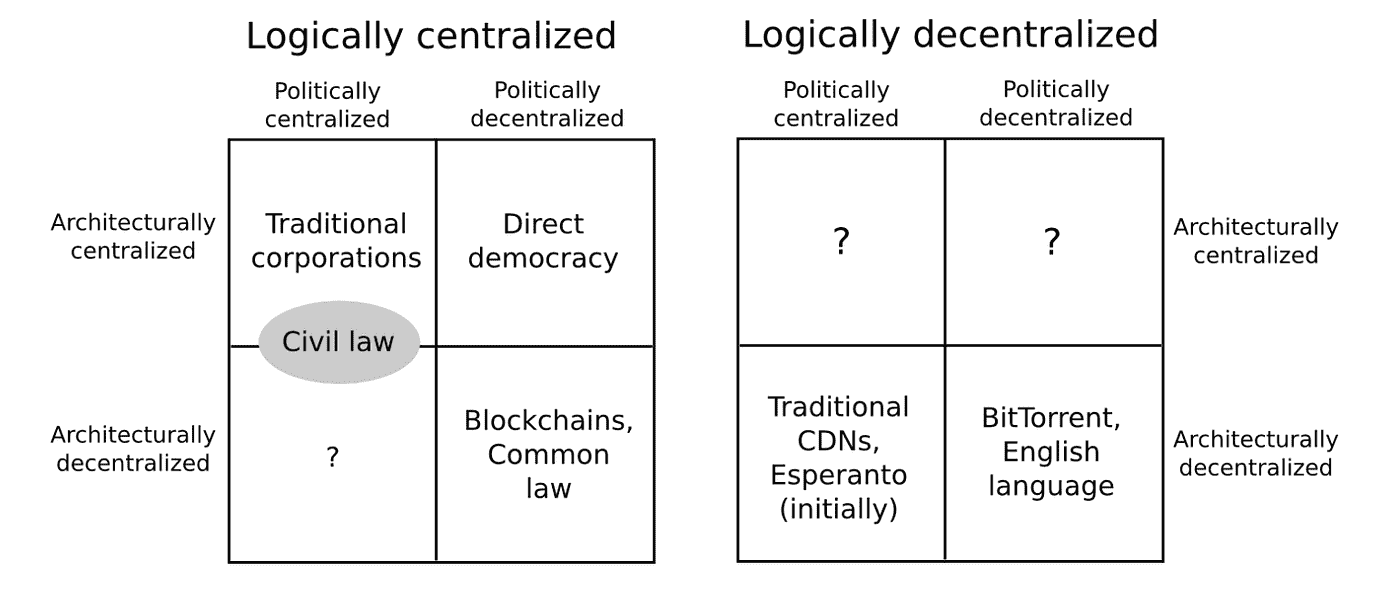 Logically centralized
Politically
centralized
Politically
decentralized
Architecturally
centralized
Traditional
corporations
Direct
democracy
Civil law
Architecturally
decentralized
?
Blockchains,
Common
law
Logically decentralized
Politically
centralized
Politically
decentralized
?
?
Architecturally
centralized
Traditional
CDNs,
Esperanto
(initially)
BitTorrent,
English
language
Architecturally
decentralized